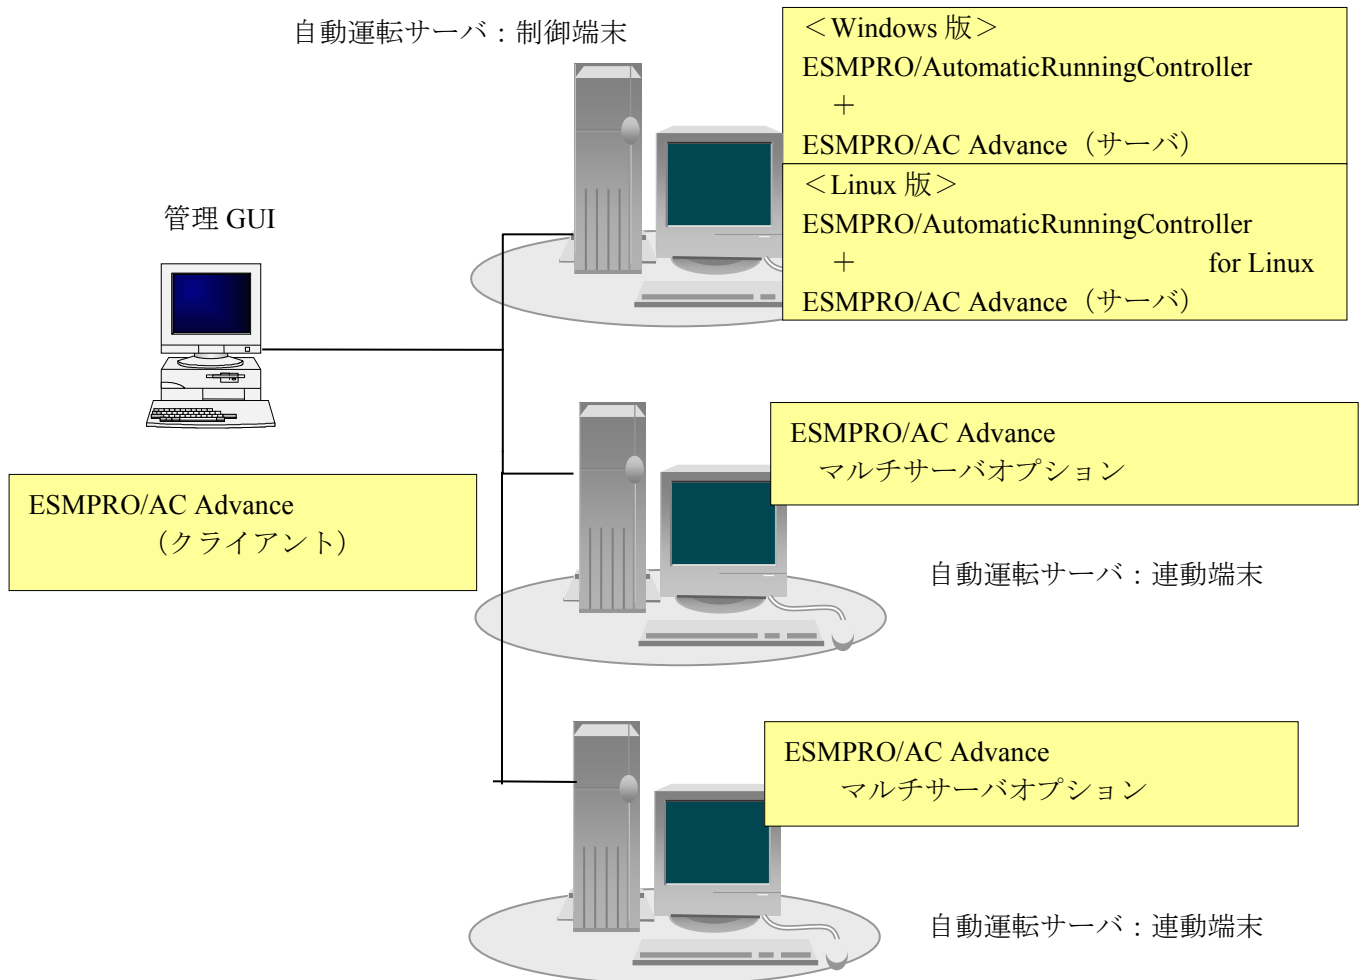 自動運転サーバ：制御端末
＜Windows 版＞
ESMPRO/AutomaticRunningController
＋
ESMPRO/AC Advance（サーバ）
＜Linux 版＞
ESMPRO/AutomaticRunningController
＋ for Linux
ESMPRO/AC Advance（サーバ）
管理 GUI
ESMPRO/AC Advance
（クライアント）
ESMPRO/AC Advance
マルチサーバオプション
自動運転サーバ：連動端末
ESMPRO/AC Advance
マルチサーバオプション
自動運転サーバ：連動端末